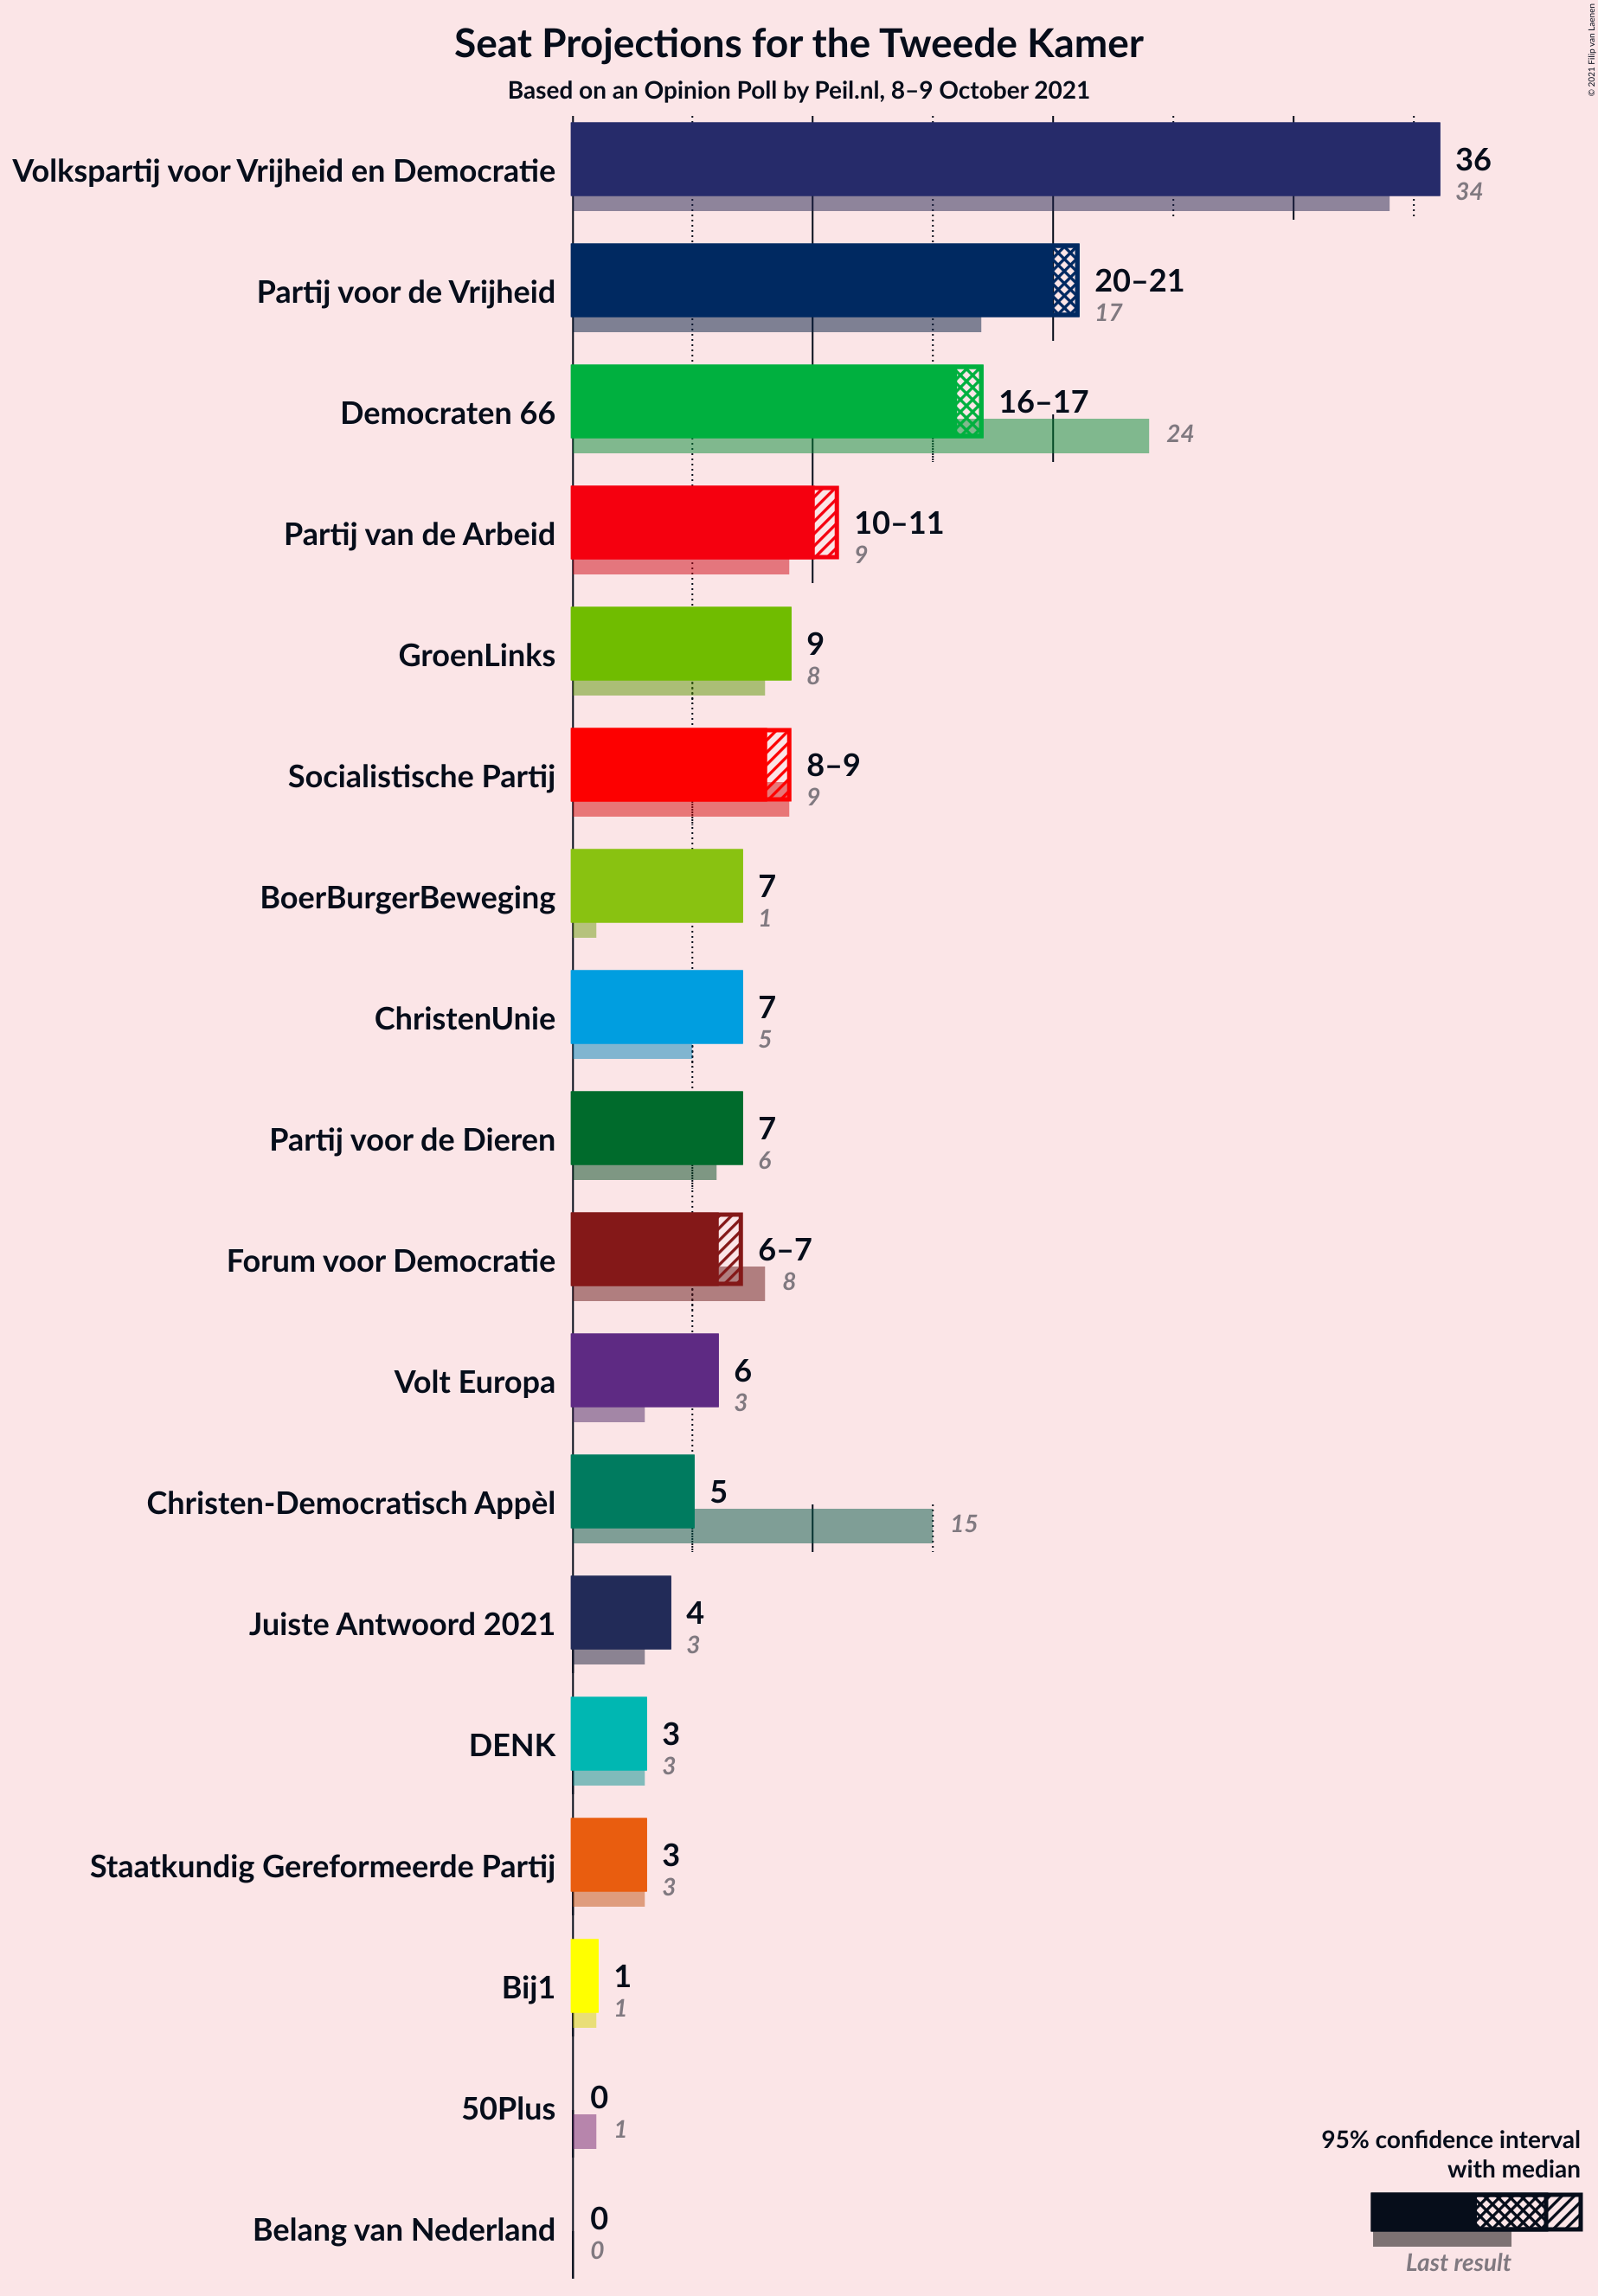 Seat Projections for the Tweede Kamer
Based on an Opinion Poll by Peil.nl, 8–9 October 2021
© 2021 Filip van Laenen
Volkspartij voor Vrijheid en Democratie
36
34
Partij voor de Vrijheid
20–21
17
Democraten 66
16–17
24
Partij van de Arbeid
10–11
9
GroenLinks
9
8
Socialistische Partij
8–9
9
BoerBurgerBeweging
7
1
ChristenUnie
7
5
Partij voor de Dieren
7
6
Forum voor Democratie
6–7
8
Volt Europa
6
3
Christen-Democratisch Appèl
5
15
Juiste Antwoord 2021
4
3
DENK
3
3
Staatkundig Gereformeerde Partij
3
3
Bij1
1
1
50Plus
0
1
Belang van Nederland
0
0
95% confidence interval
with median
Last result